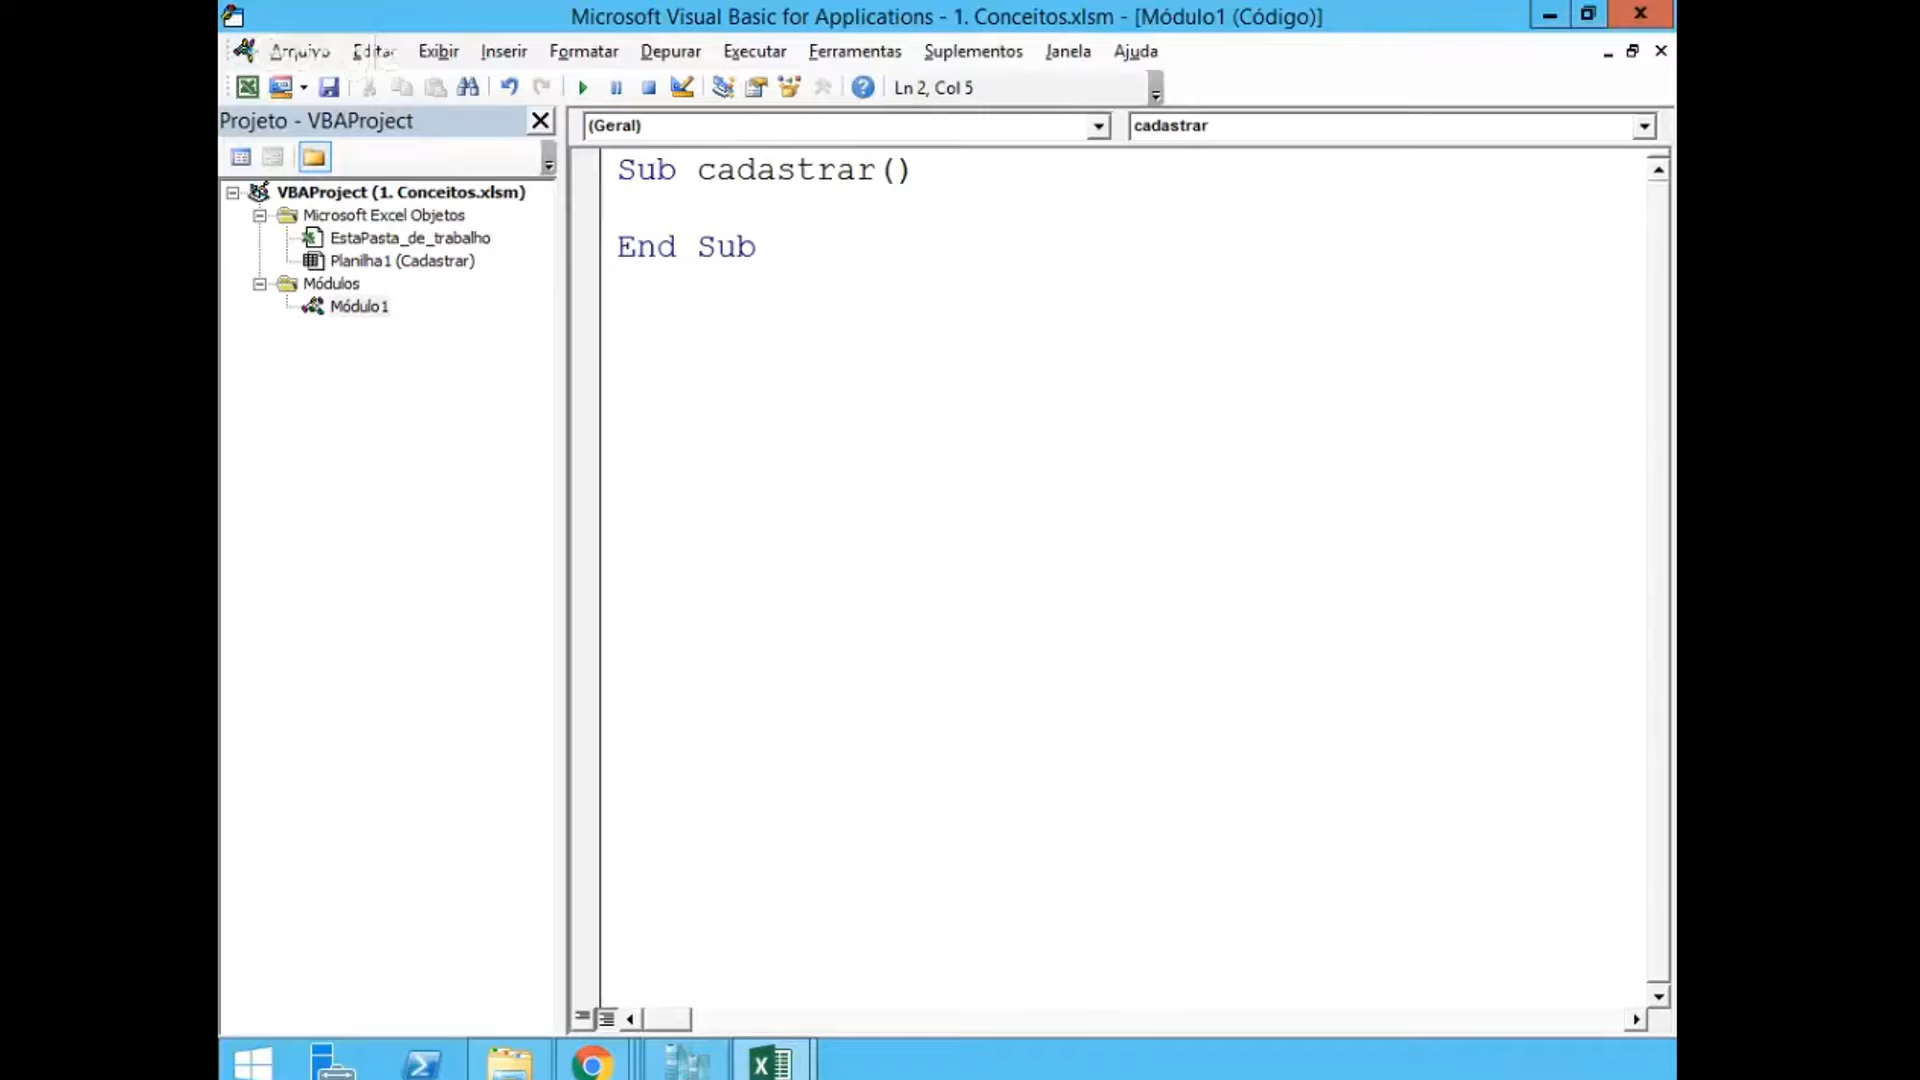 Microsoft Visual Basic for Applications - 1. Conceitos.xlsm - [Módulo1 (Código)]
Arquivo Editar Exibir Inserir Formatar Depurar Executar Ferramentas Suplementos Janela Ajuda
Ln 2, Col 5
Projeto - VBAProject
(Geral)
cadastrar
VBAProject (1. Conceitos.xlsm)
Microsoft Excel Objetos
EstaPasta_de_trabalho
Planilha1 (Cadastrar)
Módulos
Módulo1
Sub cadastrar()
End Sub